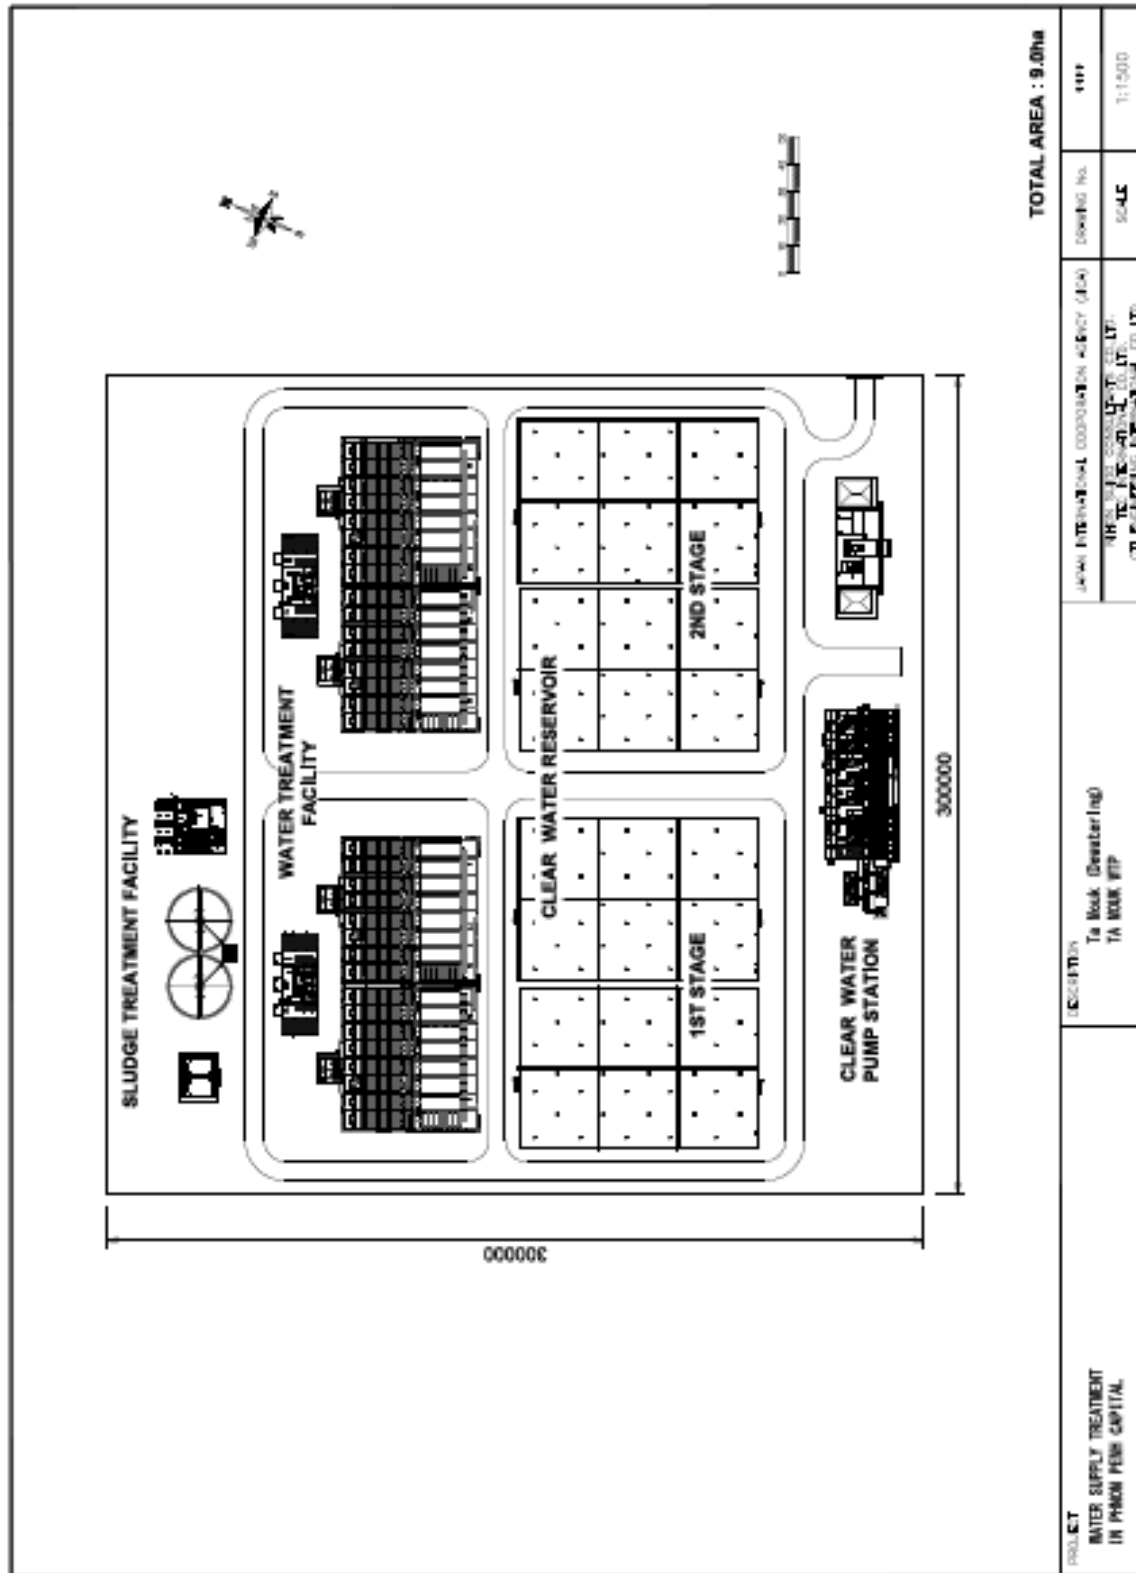 SLUDGE TREATMENT FACILITY
WATER TREATMENT
FACILITY
CLEAR WATER RESERVOIR
1ST STAGE
2ND STAGE
CLEAR WATER
PUMP STATION
300000
300000
TOTAL AREA : 9.0ha
PROJECT
WATER SUPPLY TREATMENT
IN PHNOM PENH CAPITAL
DESCRIPTION
Ta Mouk (Dewatering)
TA MOUK WTP
JAPAN INTERNATIONAL COOPERATION AGENCY (JICA)
DRAWING No.
SCALE
1:1500